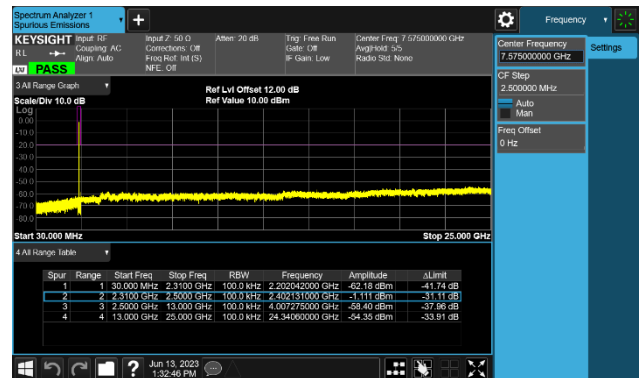 Spectrum Analyzer 1
Spurious Emissions
+
Frequency
KEYSIGHT Input: RF
R L
Coupling: AC
Align: Auto
Input Z: 50 Ω
Corrections: Off
Freq Ref: Int (S)
NFE: Off
Atten: 20 dB
Trig: Free Run
Gate: Off
IF Gain: Low
Center Freq: 7.575000000 GHz
Avg|Hold: 5/5
Radio Std: None
LXI PASS
Center Frequency
7.575000000 GHz
Settings
CF Step
2.500000 MHz
Auto
Man
Freq Offset
0 Hz
3 All Range Graph
Scale/Div 10.0 dB
Ref Lvl Offset 12.00 dB
Ref Value 10.00 dBm
Log
0.00
-10.0
-20.0
-30.0
-40.0
-50.0
-60.0
-70.0
-80.0
Start 30.000 MHz
Stop 25.000 GHz
4 All Range Table
Spur Range Start Freq Stop Freq RBW Frequency Amplitude ΔLimit
1 1 30.000 MHz 2.3100 GHz 100.0 kHz 2.202042000 GHz -62.18 dBm -41.74 dB
2 2 2.3100 GHz 2.5000 GHz 100.0 kHz 2.402131000 GHz -1.111 dBm -31.11 dB
3 3 2.5000 GHz 13.000 GHz 100.0 kHz 4.007275000 GHz -58.40 dBm -37.96 dB
4 4 13.000 GHz 25.000 GHz 100.0 kHz 24.34060000 GHz -54.35 dBm -33.91 dB
?
Jun 13, 2023
1:32:46 PM